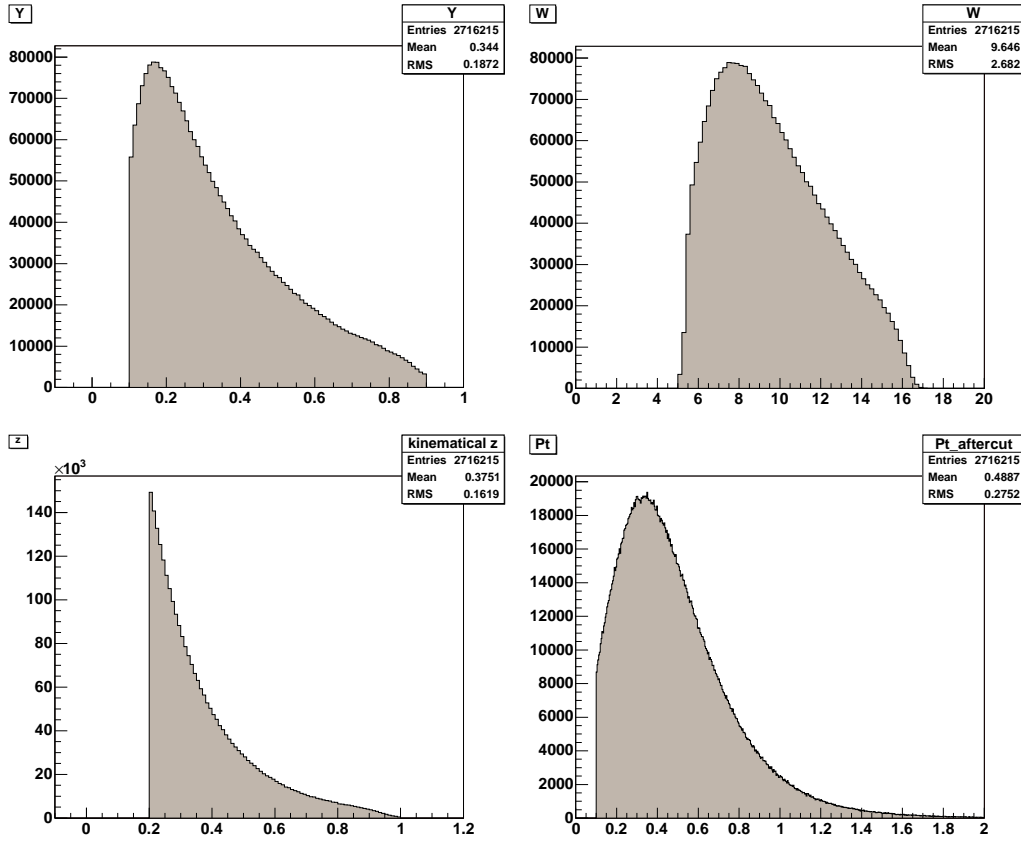 Y
Y
Entries 2716215
Mean 0.344
RMS 0.1872
80000
70000
60000
50000
40000
30000
20000
10000
0
0 0.2 0.4 0.6 0.8 1
W
W
Entries 2716215
Mean 9.646
RMS 2.682
80000
70000
60000
50000
40000
30000
20000
10000
0
0 2 4 6 8 10 12 14 16 18 20
z
kinematical z
Entries 2716215
Mean 0.3751
RMS 0.1619
×10³
140
120
100
80
60
40
20
0
0 0.2 0.4 0.6 0.8 1 1.2
Pt
Pt_aftercut
Entries 2716215
Mean 0.4887
RMS 0.2752
20000
18000
16000
14000
12000
10000
8000
6000
4000
2000
0
0 0.2 0.4 0.6 0.8 1 1.2 1.4 1.6 1.8 2